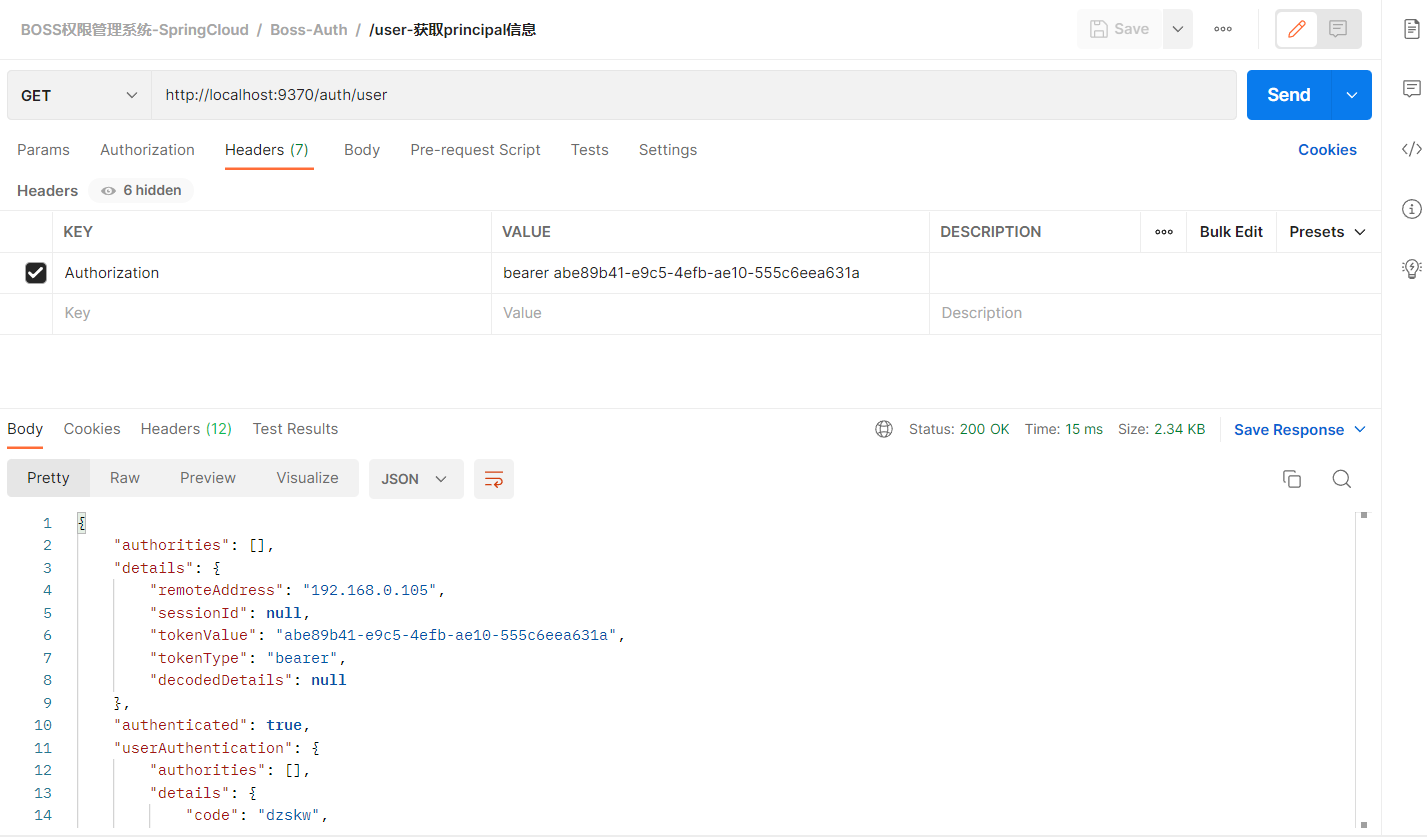 BOSS权限管理系统-SpringCloud / Boss-Auth / /user-获取principal信息 Save
GET http://localhost:9370/auth/user Send
Params Authorization Headers (7) Body Pre-request Script Tests Settings Cookies
Headers 6 hidden
KEY VALUE DESCRIPTION Bulk Edit Presets
Authorization bearer abe89b41-e9c5-4efb-ae10-555c6eea631a
Key Value Description
Body Cookies Headers (12) Test Results Status: 200 OK Time: 15 ms Size: 2.34 KB Save Response
Pretty Raw Preview Visualize JSON
1 {
2 "authorities": [],
3 "details": {
4 "remoteAddress": "192.168.0.105",
5 "sessionId": null,
6 "tokenValue": "abe89b41-e9c5-4efb-ae10-555c6eea631a",
7 "tokenType": "bearer",
8 "decodedDetails": null
9 },
10 "authenticated": true,
11 "userAuthentication": {
12 "authorities": [],
13 "details": {
14 "code": "dzskw",